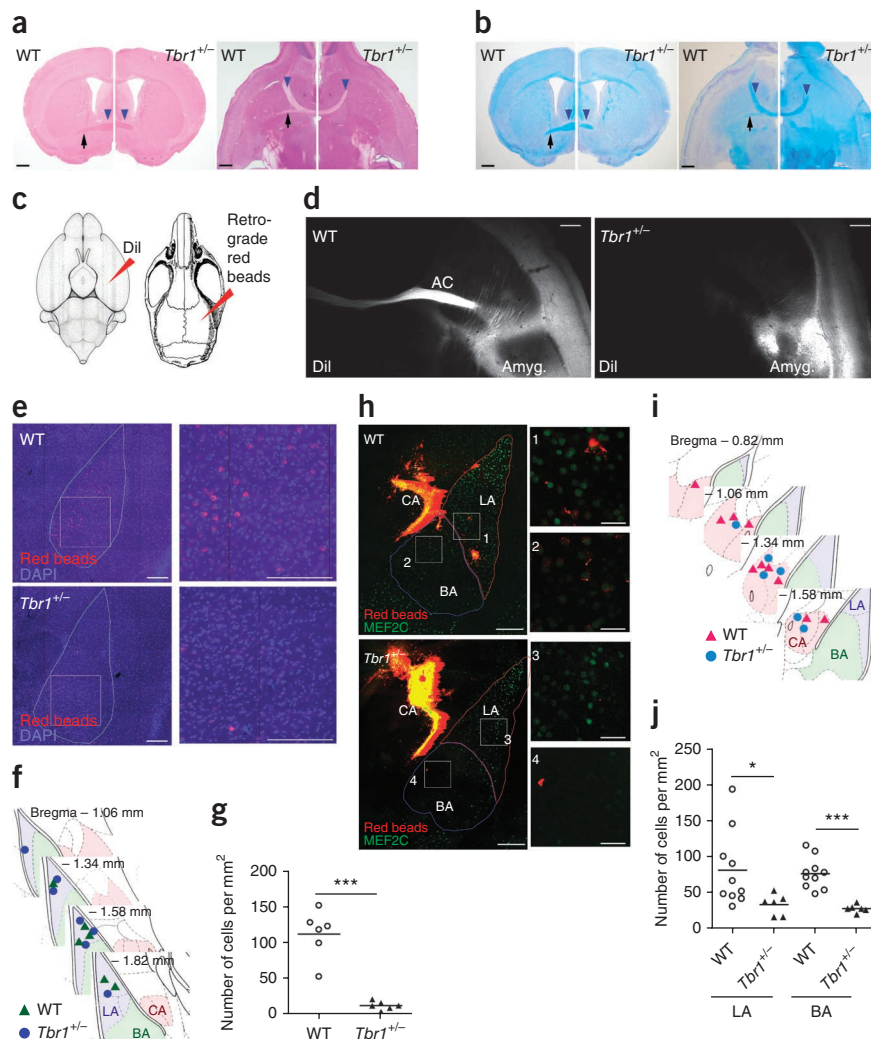 a
b
WT
Tbr1+/−
WT
Tbr1+/−
WT
Tbr1+/−
WT
Tbr1+/−
c
DiI
Retro-
grade
red
beads
d
WT
AC
DiI
Amyg.
Tbr1+/−
DiI
Amyg.
e
WT
Red beads
DAPI
Tbr1+/−
Red beads
DAPI
h
WT
CA
LA
1
2
BA
Red beads
MEF2C
1
2
Tbr1+/−
CA
LA
3
4
BA
Red beads
MEF2C
3
4
i
Bregma – 0.82 mm
– 1.06 mm
– 1.34 mm
– 1.58 mm
LA
CA
BA
WT
Tbr1+/−
f
Bregma – 1.06 mm
– 1.34 mm
– 1.58 mm
– 1.82 mm
LA
CA
BA
WT
Tbr1+/−
g
Number of cells per mm2
200
150
100
50
0
***
WT
Tbr1+/−
j
Number of cells per mm2
250
200
150
100
50
0
*
***
WT
Tbr1+/−
WT
Tbr1+/−
LA
BA